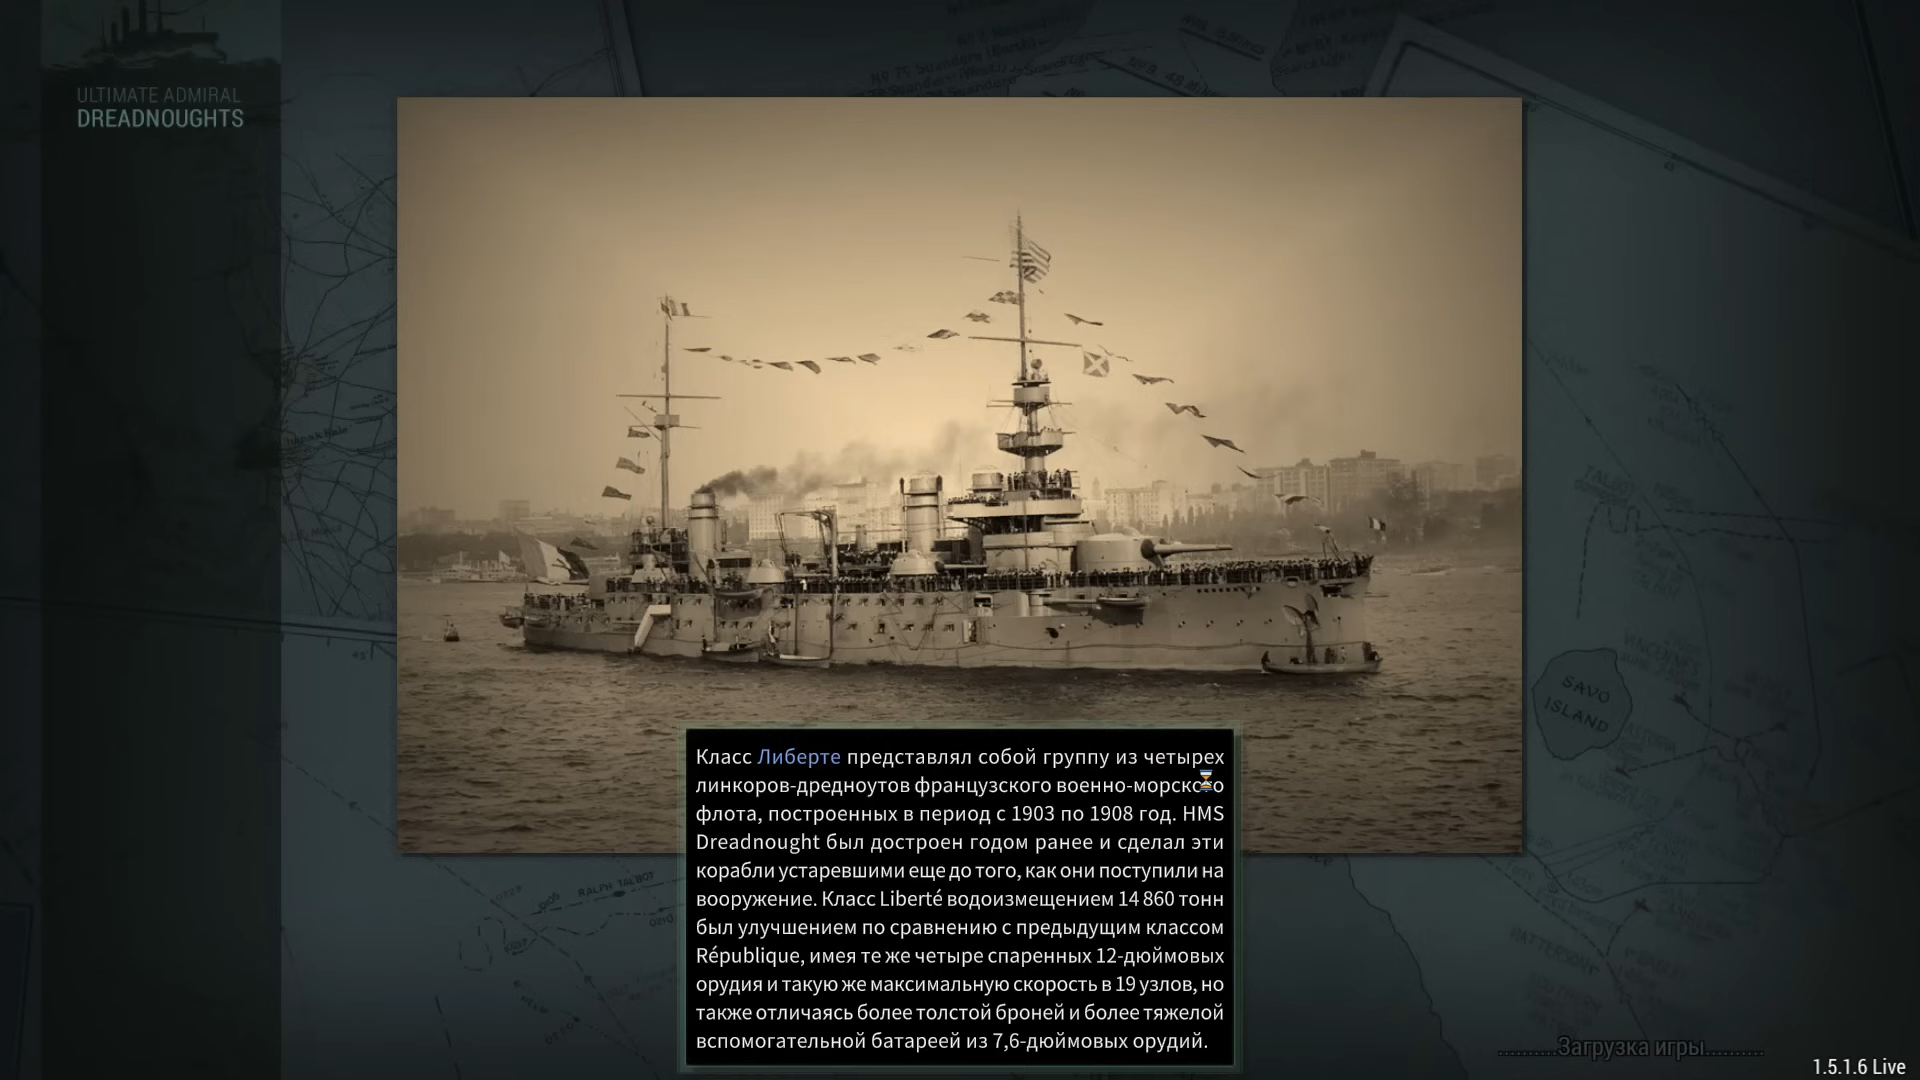 ULTIMATE ADMIRAL
DREADNOUGHTS
SAVO
ISLAND
RALPH TALBOT
Класс Либерте представлял собой группу из четырех
линкоров-дредноутов французского военно-морского
флота, построенных в период с 1903 по 1908 год. HMS
Dreadnought был достроен годом ранее и сделал эти
корабли устаревшими еще до того, как они поступили на
вооружение. Класс Liberté водоизмещением 14 860 тонн
был улучшением по сравнению с предыдущим классом
République, имея те же четыре спаренных 12-дюймовых
орудия и такую же максимальную скорость в 19 узлов, но
также отличаясь более толстой броней и более тяжелой
вспомогательной батареей из 7,6-дюймовых орудий.
..........Загрузка игры..........
1.5.1.6 Live